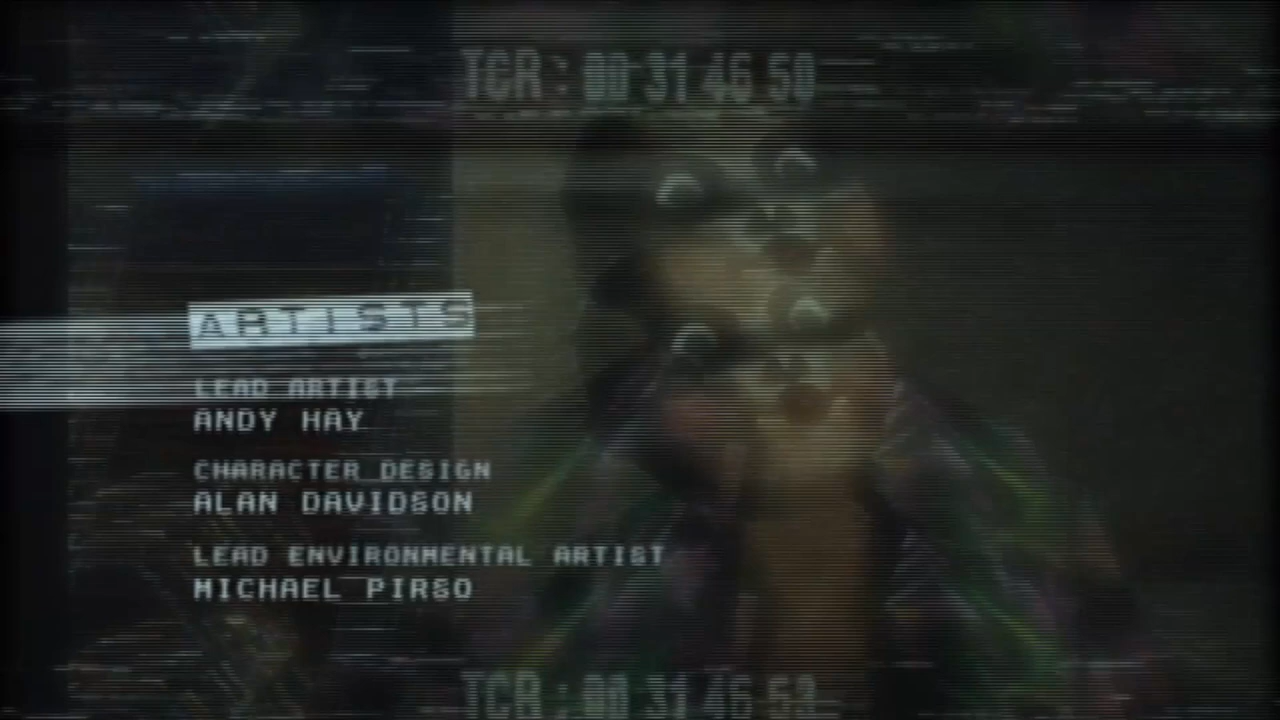 TCR : 00 31 46 50
ARTISTS
LEAD ARTIST
ANDY HAY
CHARACTER DESIGN
ALAN DAVIDSON
LEAD ENVIRONMENTAL ARTIST
MICHAEL PIRSO
TCR : 00 31 46 53